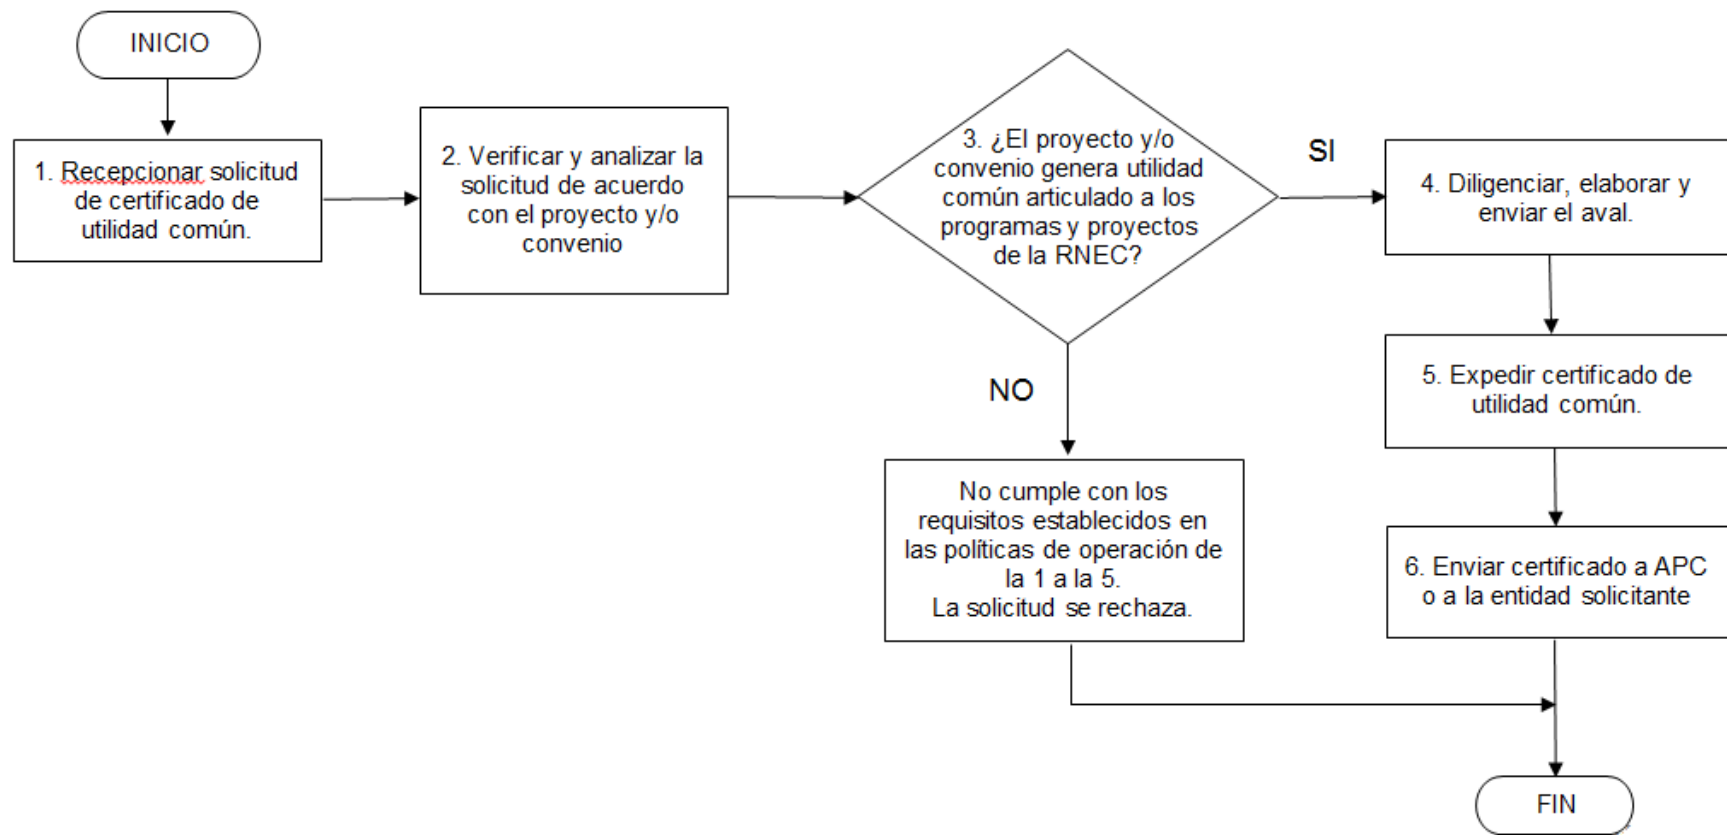 INICIO
1. Recepcionar solicitud
de certificado de
utilidad común.
2. Verificar y analizar la
solicitud de acuerdo
con el proyecto y/o
convenio
3. ¿El proyecto y/o
convenio genera utilidad
común articulado a los
programas y proyectos
de la RNEC?
SI
4. Diligenciar, elaborar y
enviar el aval.
5. Expedir certificado de
utilidad común.
6. Enviar certificado a APC
o a la entidad solicitante
NO
No cumple con los
requisitos establecidos en
las políticas de operación de
la 1 a la 5.
La solicitud se rechaza.
FIN